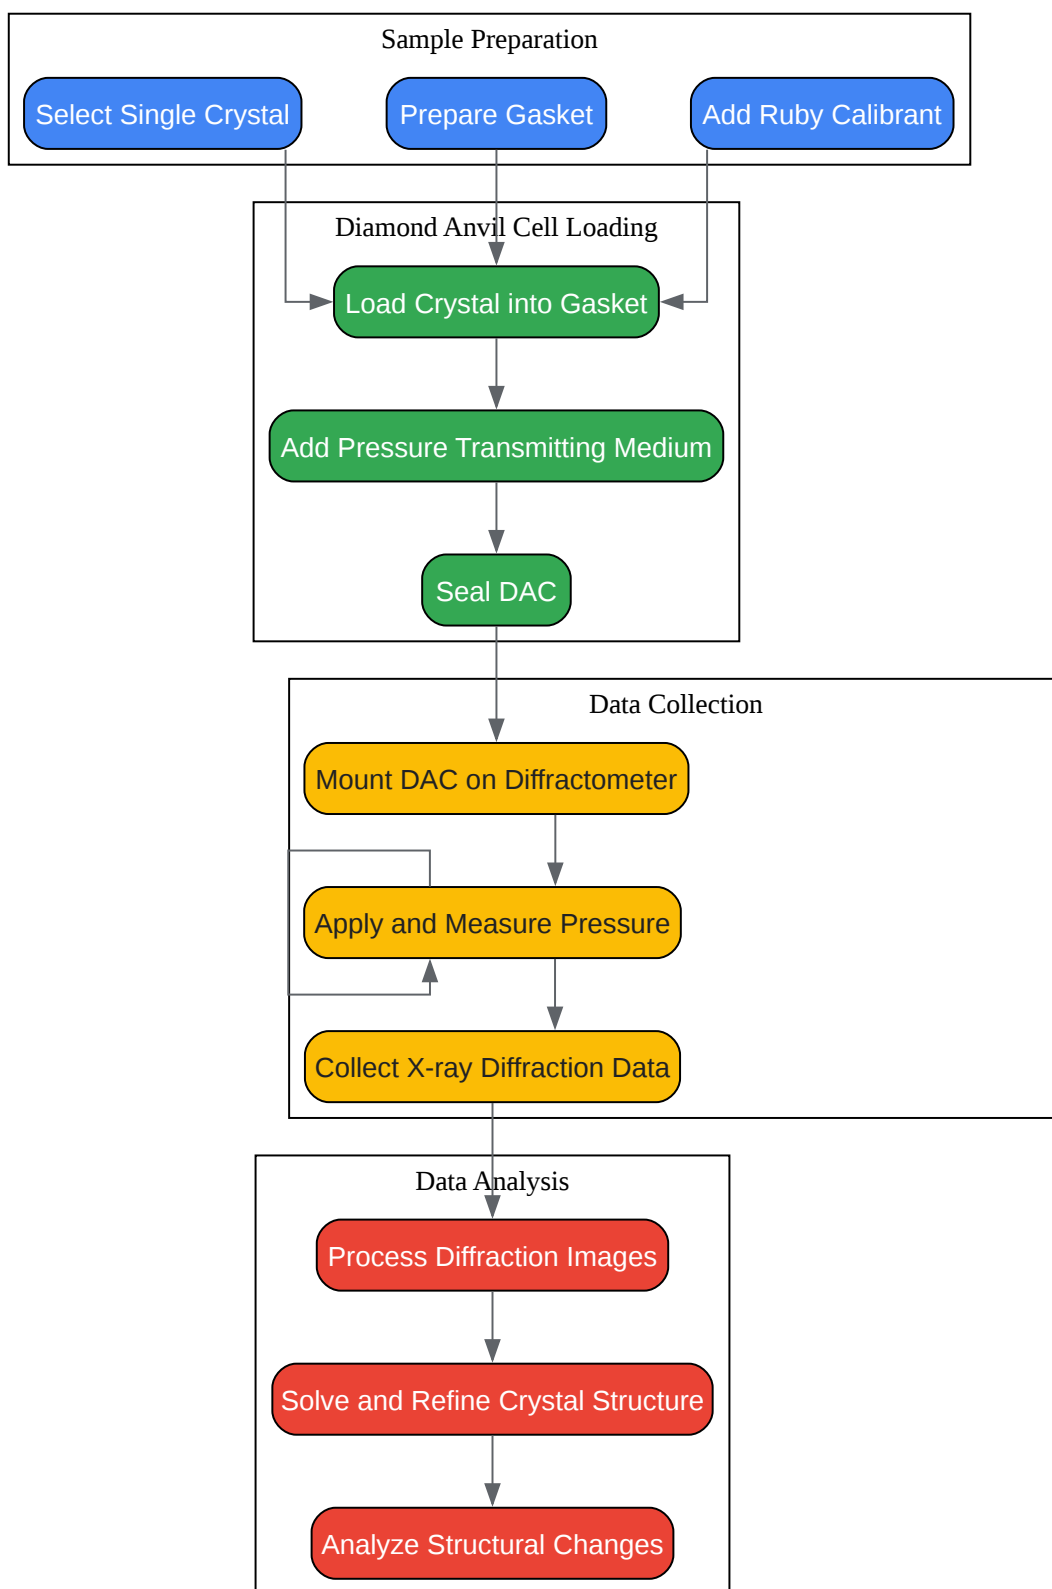 Sample Preparation
Select Single Crystal
Prepare Gasket
Add Ruby Calibrant
Diamond Anvil Cell Loading
Load Crystal into Gasket
Add Pressure Transmitting Medium
Seal DAC
Data Collection
Mount DAC on Diffractometer
Apply and Measure Pressure
Collect X-ray Diffraction Data
Data Analysis
Process Diffraction Images
Solve and Refine Crystal Structure
Analyze Structural Changes